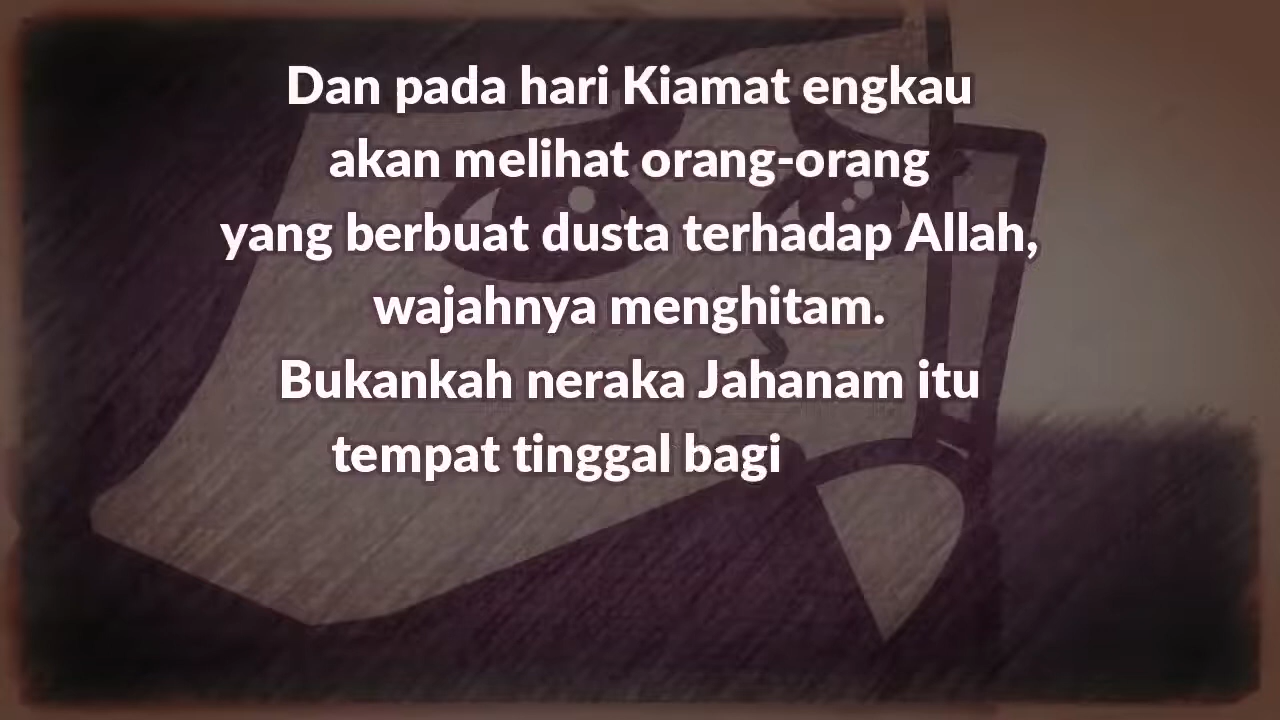 Dan pada hari Kiamat engkau
akan melihat orang-orang
yang berbuat dusta terhadap Allah,
wajahnya menghitam.
Bukankah neraka Jahanam itu
tempat tinggal bagi